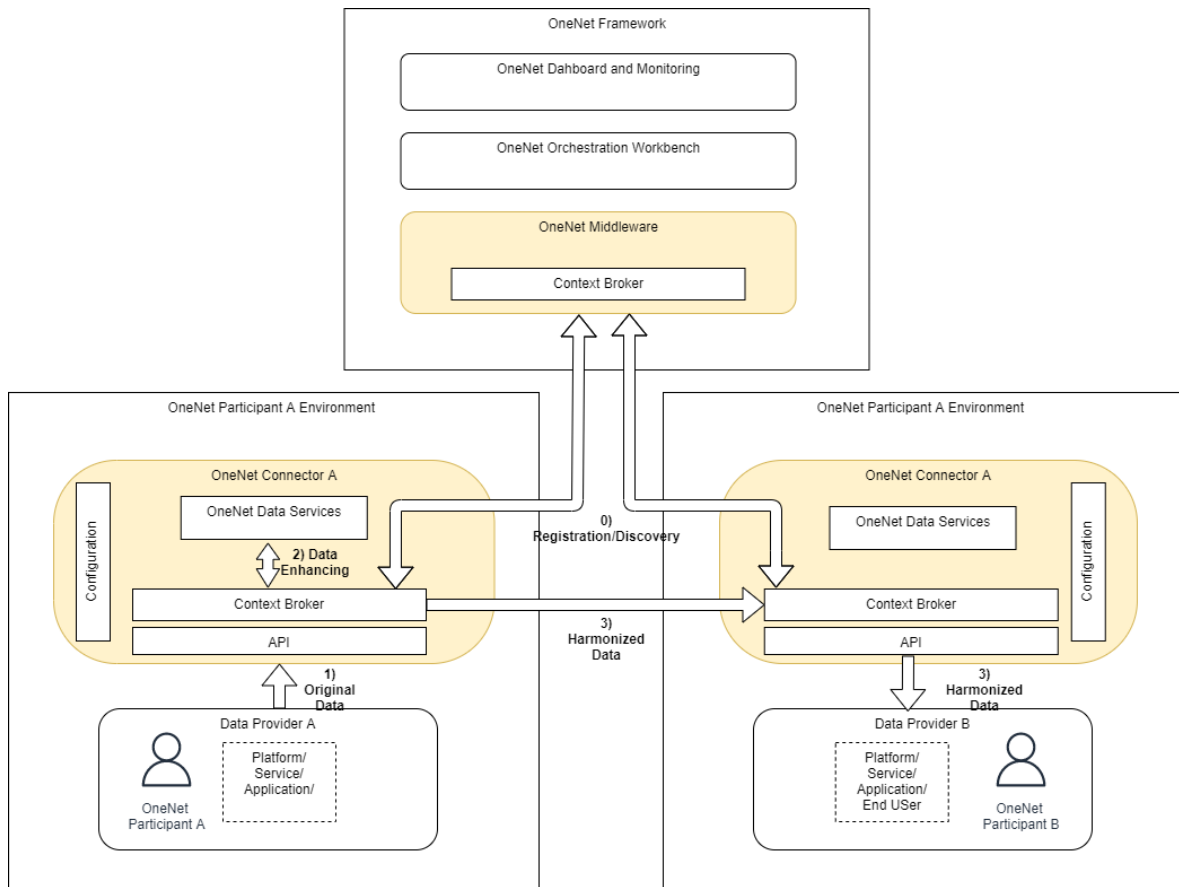 OneNet Framework
OneNet Dahboard and Monitoring
OneNet Orchestration Workbench
OneNet Middleware
Context Broker
OneNet Participant A Environment
OneNet Connector A
Configuration
OneNet Data Services
2) Data
Enhancing
Context Broker
API
1)
Original
Data
Data Provider A
Platform/
Service/
Application/
OneNet
Participant A
0)
Registration/Discovery
3)
Harmonized
Data
OneNet Participant A Environment
OneNet Connector A
OneNet Data Services
Configuration
Context Broker
API
3)
Harmonized
Data
Data Provider B
Platform/
Service/
Application/
End USer
OneNet
Participant B